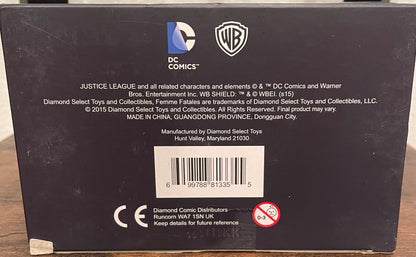 DC
WB
DC
COMICS™
JUSTICE LEAGUE and all related characters and elements © & ™ DC Comics and Warner
Bros. Entertainment Inc. WB SHIELD: ™ & © WBEI. (s15)
Diamond Select Toys and Collectibles, Femme Fatales are trademarks of Diamond Select Toys and Collectibles, LLC.
© 2015 Diamond Select Toys and Collectibles. All Rights Reserved. Final product may vary.
MADE IN CHINA, GUANGDONG PROVINCE, Dongguan City.
Manufactured by Diamond Select Toys
Hunt Valley, Maryland 21030
6 99788 81335 5
CE
Diamond Comic Distributors
Runcorn WA7 1SN UK
Keep details for future reference
0-3